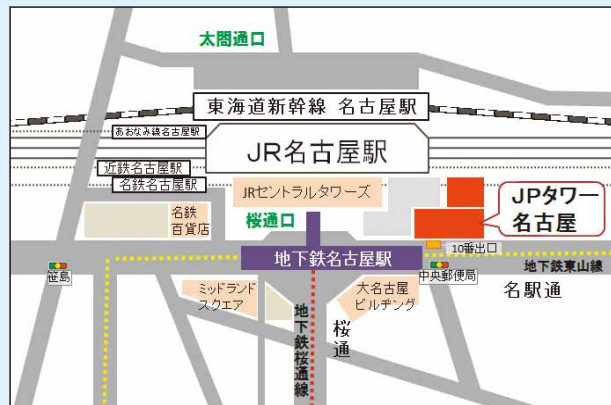 太閤通口
東海道新幹線 名古屋駅
あおなみ線名古屋駅
JR名古屋駅
近鉄名古屋駅
名鉄名古屋駅
JRセントラルタワーズ
JPタワー
名古屋
名鉄
百貨店
桜通口
10番出口
地下鉄名古屋駅
地下鉄東山線
笹島
中央郵便局
名駅通
ミッドランド
スクェア
大名古屋
ビルヂング
地下鉄桜通線
桜通